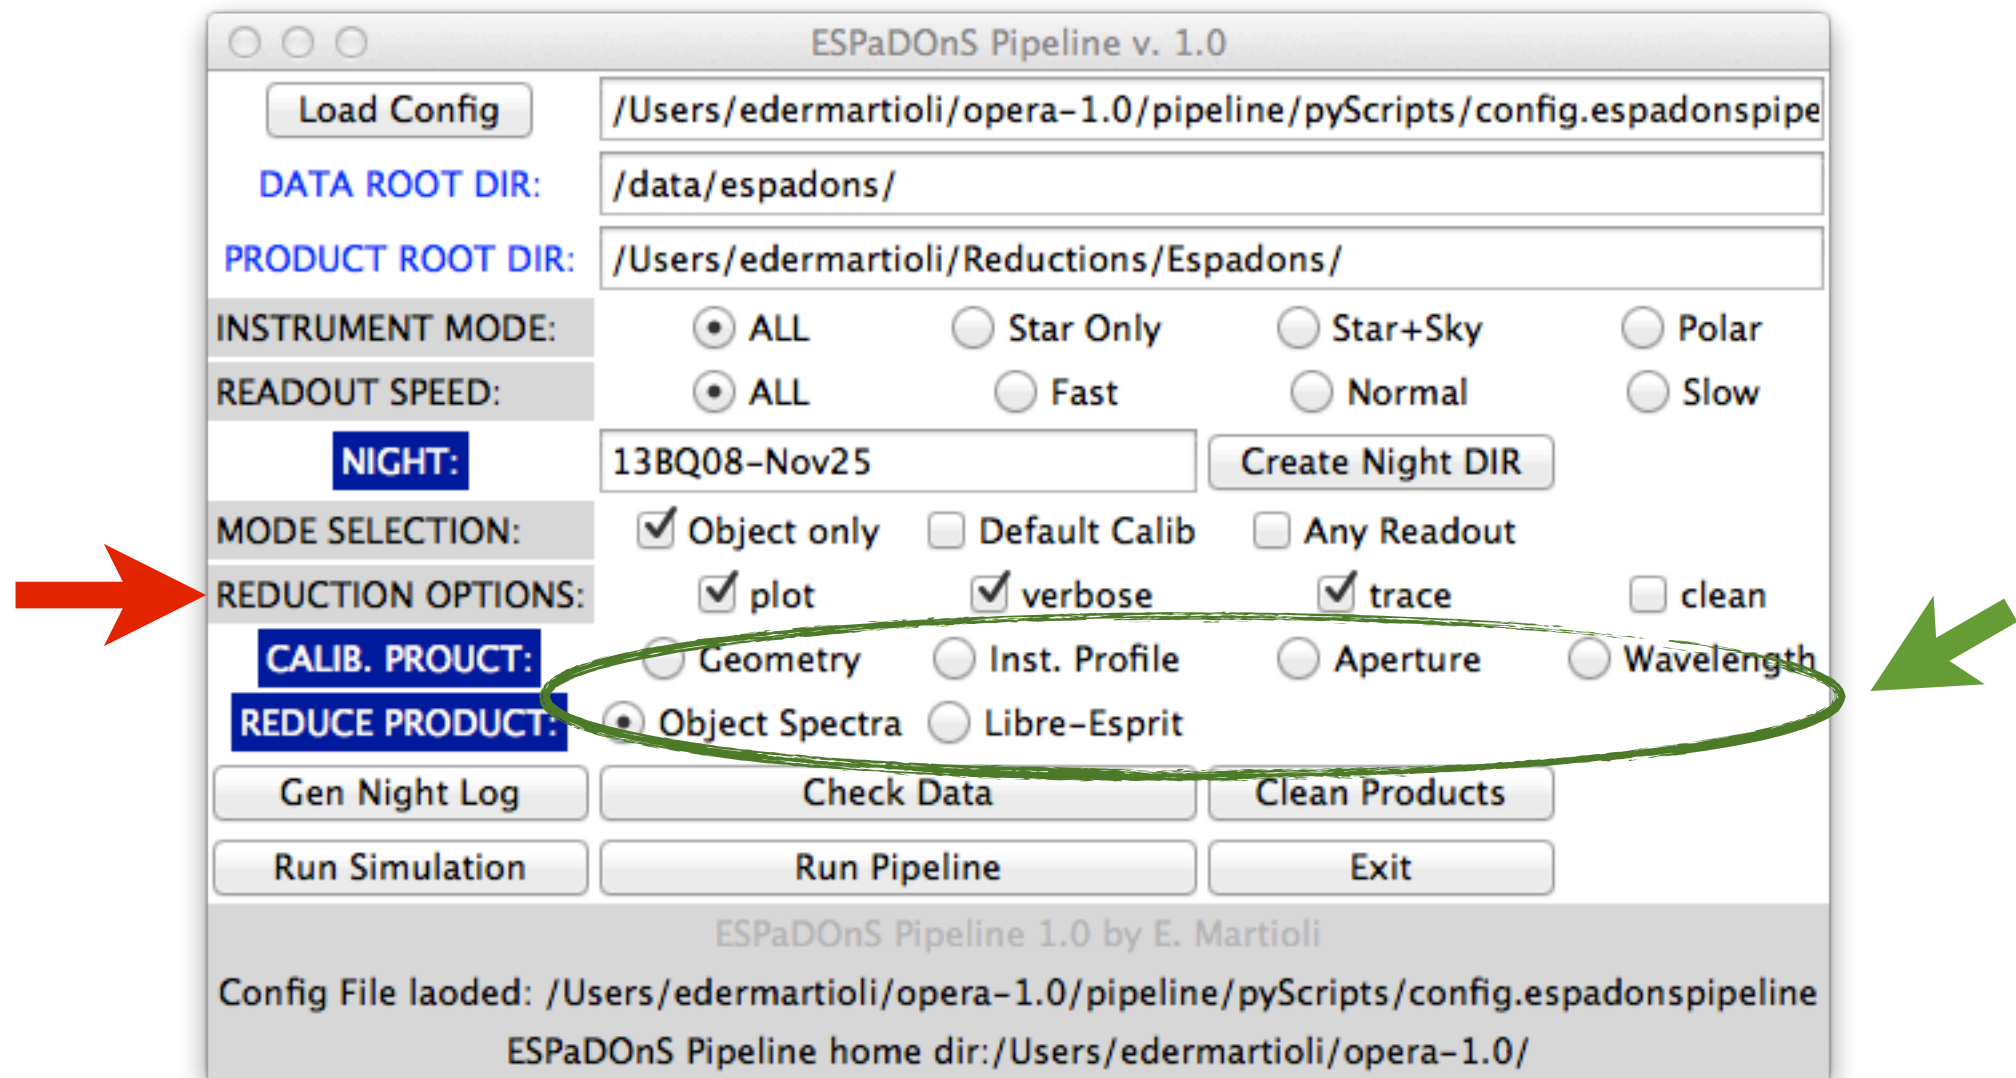 ESPaDOnS Pipeline v. 1.0
Load Config /Users/edermartioli/opera-1.0/pipeline/pyScripts/config.espadonspipe
DATA ROOT DIR: /data/espadons/
PRODUCT ROOT DIR: /Users/edermartioli/Reductions/Espadons/
INSTRUMENT MODE: ALL Star Only Star+Sky Polar
READOUT SPEED: ALL Fast Normal Slow
NIGHT: 13BQ08-Nov25 Create Night DIR
MODE SELECTION: Object only Default Calib Any Readout
REDUCTION OPTIONS: plot verbose trace clean
CALIB. PROUCT: Geometry Inst. Profile Aperture Wavelength
REDUCE PRODUCT: Object Spectra Libre-Esprit
Gen Night Log Check Data Clean Products
Run Simulation Run Pipeline Exit
ESPaDOnS Pipeline 1.0 by E. Martioli
Config File laoded: /Users/edermartioli/opera-1.0/pipeline/pyScripts/config.espadonspipeline
ESPaDOnS Pipeline home dir:/Users/edermartioli/opera-1.0/